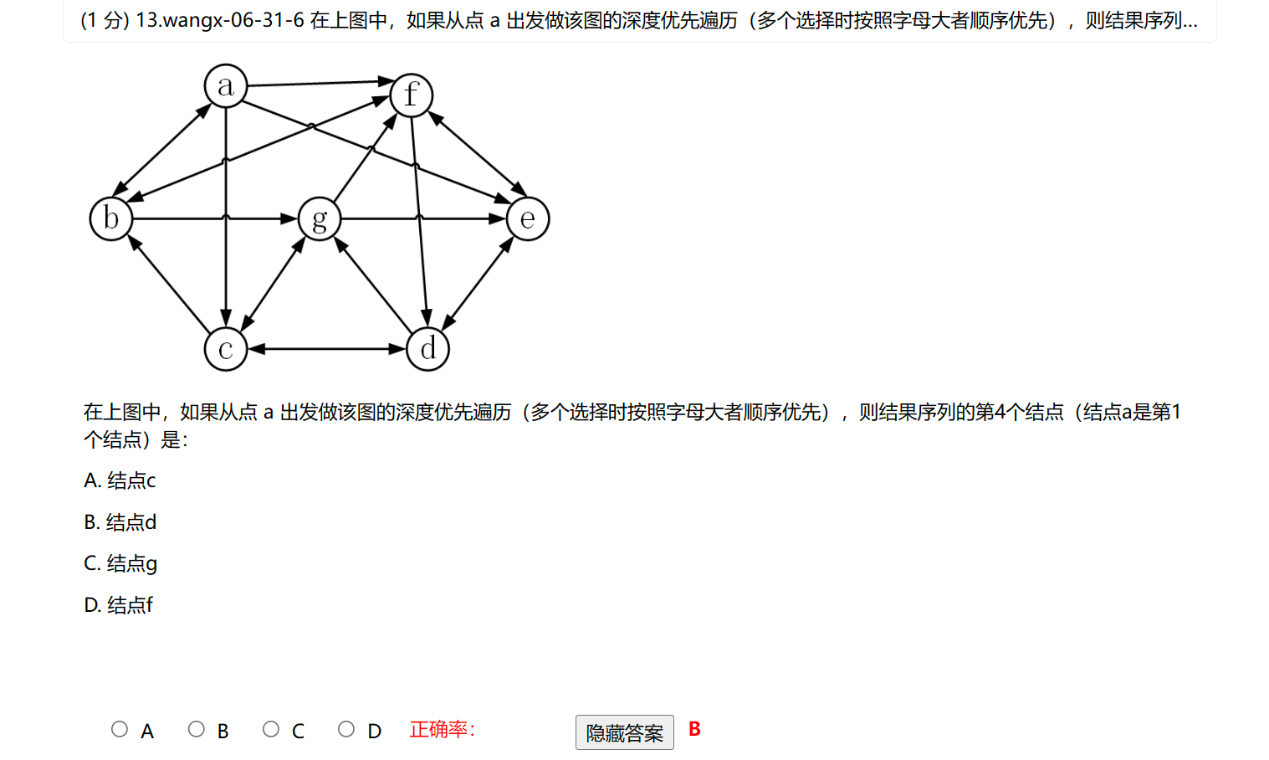 (1 分) 13.wangx-06-31-6 在上图中，如果从点 a 出发做该图的深度优先遍历（多个选择时按照字母大者顺序优先），则结果序列...
a
f
b
g
e
c
d
在上图中，如果从点 a 出发做该图的深度优先遍历（多个选择时按照字母大者顺序优先），则结果序列的第4个结点（结点a是第1
个结点）是：
A. 结点c
B. 结点d
C. 结点g
D. 结点f
A B C D 正确率： 隐藏答案 B